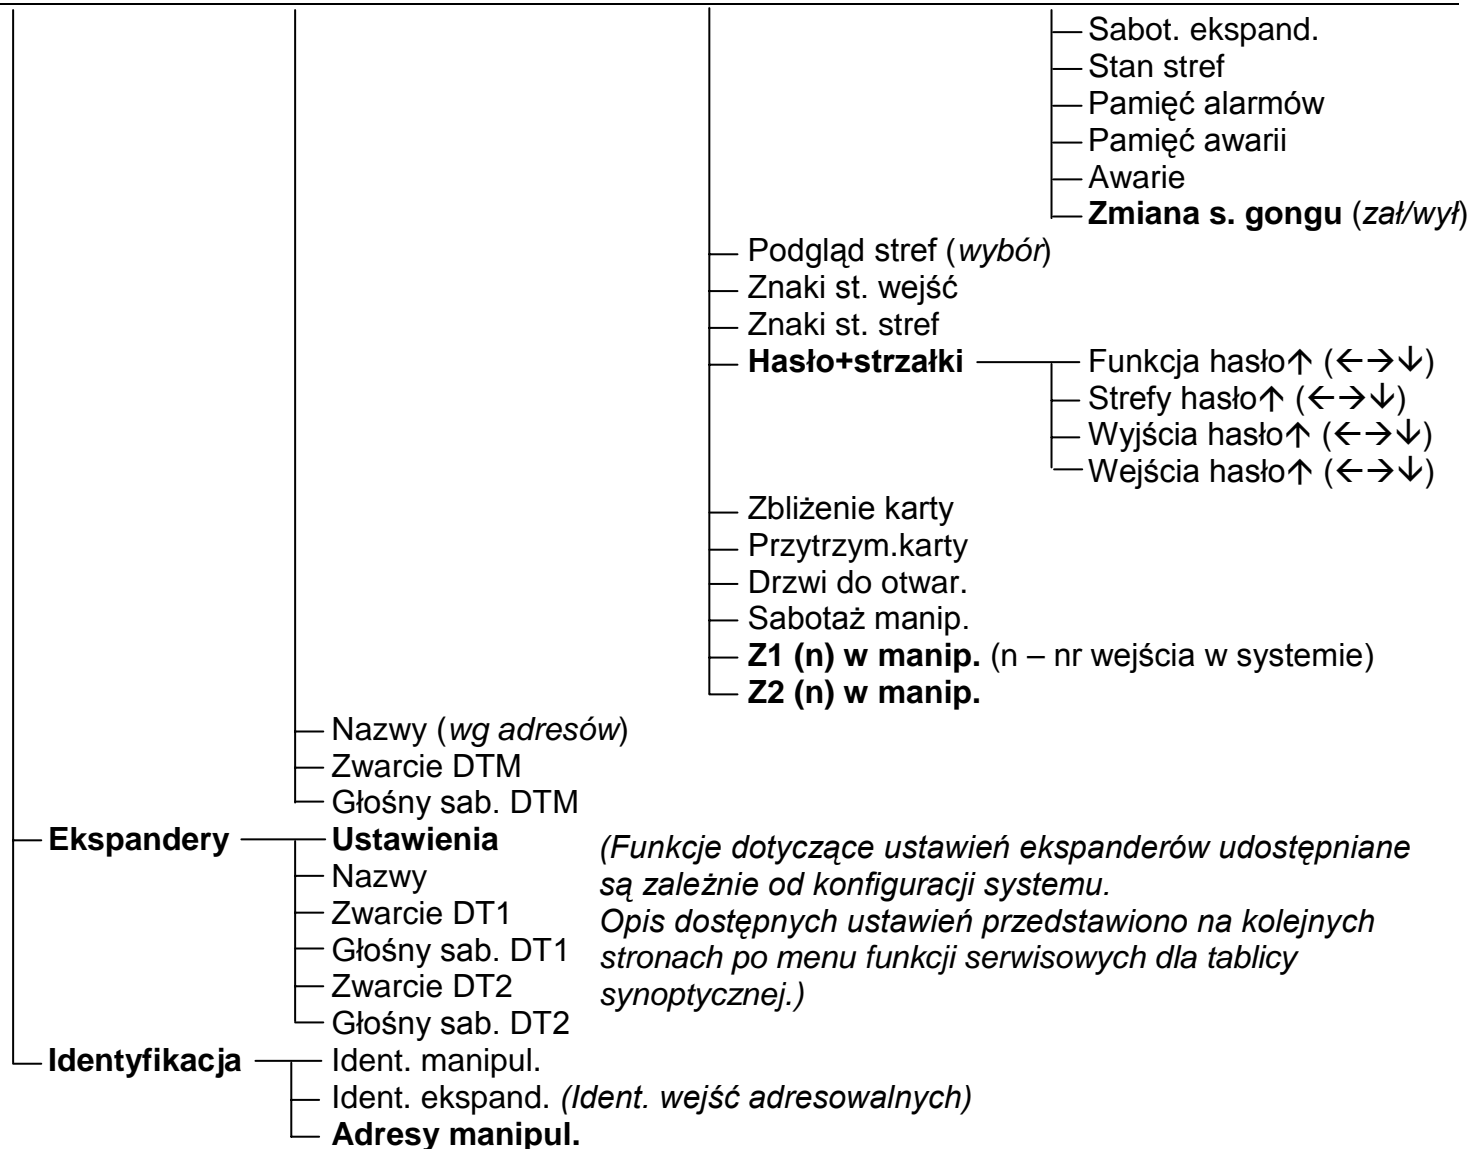 Sabot. ekspand.
Stan stref
Pamięć alarmów
Pamięć awarii
Awarie
Zmiana s. gongu (zał/wył)
Podgląd stref (wybór)
Znaki st. wejść
Znaki st. stref
Hasło+strzałki
Funkcja hasło↑ (←→↓)
Strefy hasło↑ (←→↓)
Wyjścia hasło↑ (←→↓)
Wejścia hasło↑ (←→↓)
Zbliżenie karty
Przytrzym.karty
Drzwi do otwar.
Sabotaż manip.
Z1 (n) w manip. (n – nr wejścia w systemie)
Z2 (n) w manip.
Nazwy (wg adresów)
Zwarcie DTM
Głośny sab. DTM
Ekspandery
Ustawienia
Nazwy
Zwarcie DT1
Głośny sab. DT1
Zwarcie DT2
Głośny sab. DT2
(Funkcje dotyczące ustawień ekspanderów udostępniane
są zależnie od konfiguracji systemu.
Opis dostępnych ustawień przedstawiono na kolejnych
stronach po menu funkcji serwisowych dla tablicy
synoptycznej.)
Identyfikacja
Ident. manipul.
Ident. ekspand. (Ident. wejść adresowalnych)
Adresy manipul.